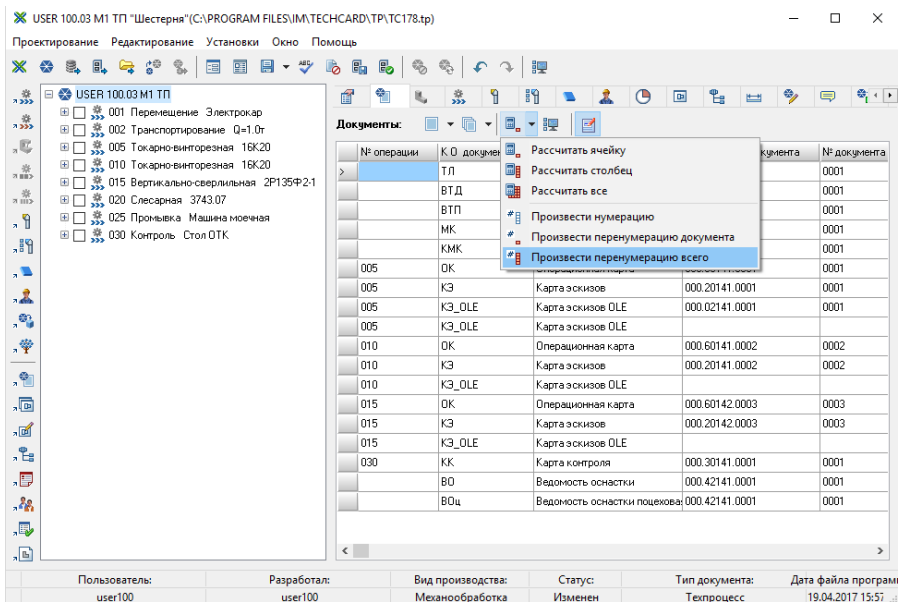 USER 100.03 М1 ТП "Шестерня"(C:\PROGRAM FILES\IM\TECHCARD\TP\TC178.tp)
Проектирование Редактирование Установки Окно Помощь
USER 100.03 М1 ТП
001 Перемещение Электрокар
002 Транспортирование Q=1.0т
005 Токарно-винторезная 16К20
010 Токарно-винторезная 16К20
015 Вертикально-сверлильная 2Р135Ф2-1
020 Слесарная 3743.07
025 Промывка Машина моечная
030 Контроль Стол ОТК
Документы:
Рассчитать ячейку
Рассчитать столбец
Рассчитать все
Произвести нумерацию
Произвести перенумерацию документа
Произвести перенумерацию всего
№ операции К.О. докумен кумента № документа
ТЛ 0001
ВТД 0001
ВТП 0001
МК 0001
КМК 0001
005 ОК 0001
005 КЭ Карта эскизов 000.20141.0001 0001
005 КЭ_OLE Карта эскизов OLE 000.02141.0001 0001
005 КЭ_OLE Карта эскизов OLE
010 ОК Операционная карта 000.60141.0002 0002
010 КЭ Карта эскизов 000.20141.0002 0002
010 КЭ_OLE Карта эскизов OLE
015 ОК Операционная карта 000.60142.0003 0003
015 КЭ Карта эскизов 000.20142.0003 0003
015 КЭ_OLE Карта эскизов OLE
030 КК Карта контроля 000.30141.0001 0001
ВО Ведомость оснастки 000.42141.0001 0001
ВОц Ведомость оснастки поцехова 000.42141.0001 0001
Пользователь: Разработал: Вид производства: Статус: Тип документа: Дата файла програм
user100 user100 Механообработка Изменен Техпроцесс 19.04.2017 15:57